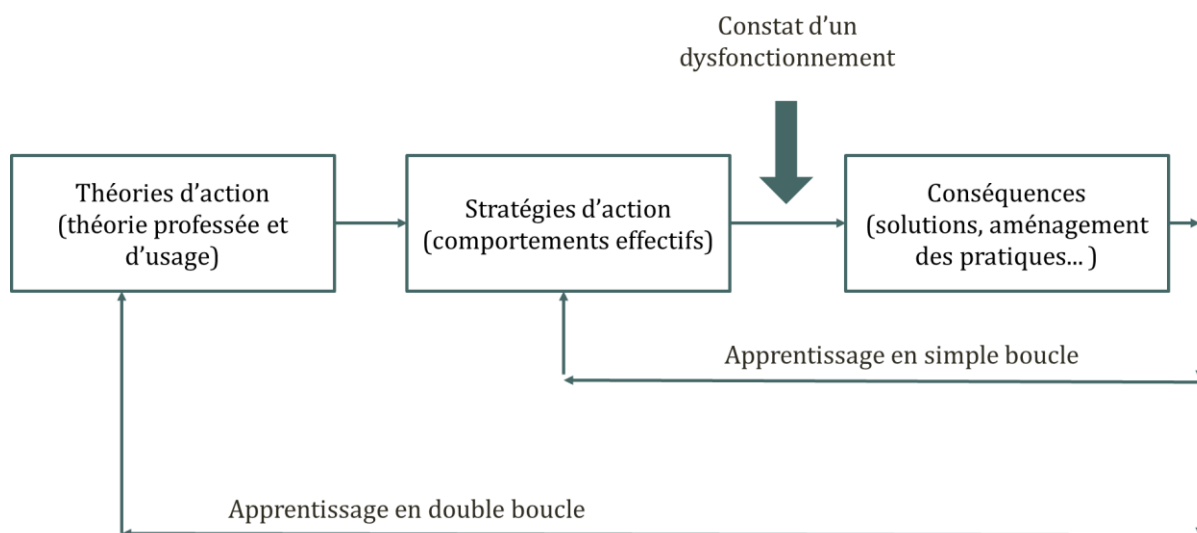 Constat d’un
dysfonctionnement
Théories d’action
(théorie professée et
d’usage)
Stratégies d’action
(comportements effectifs)
Conséquences
(solutions, aménagement
des pratiques... )
Apprentissage en simple boucle
Apprentissage en double boucle